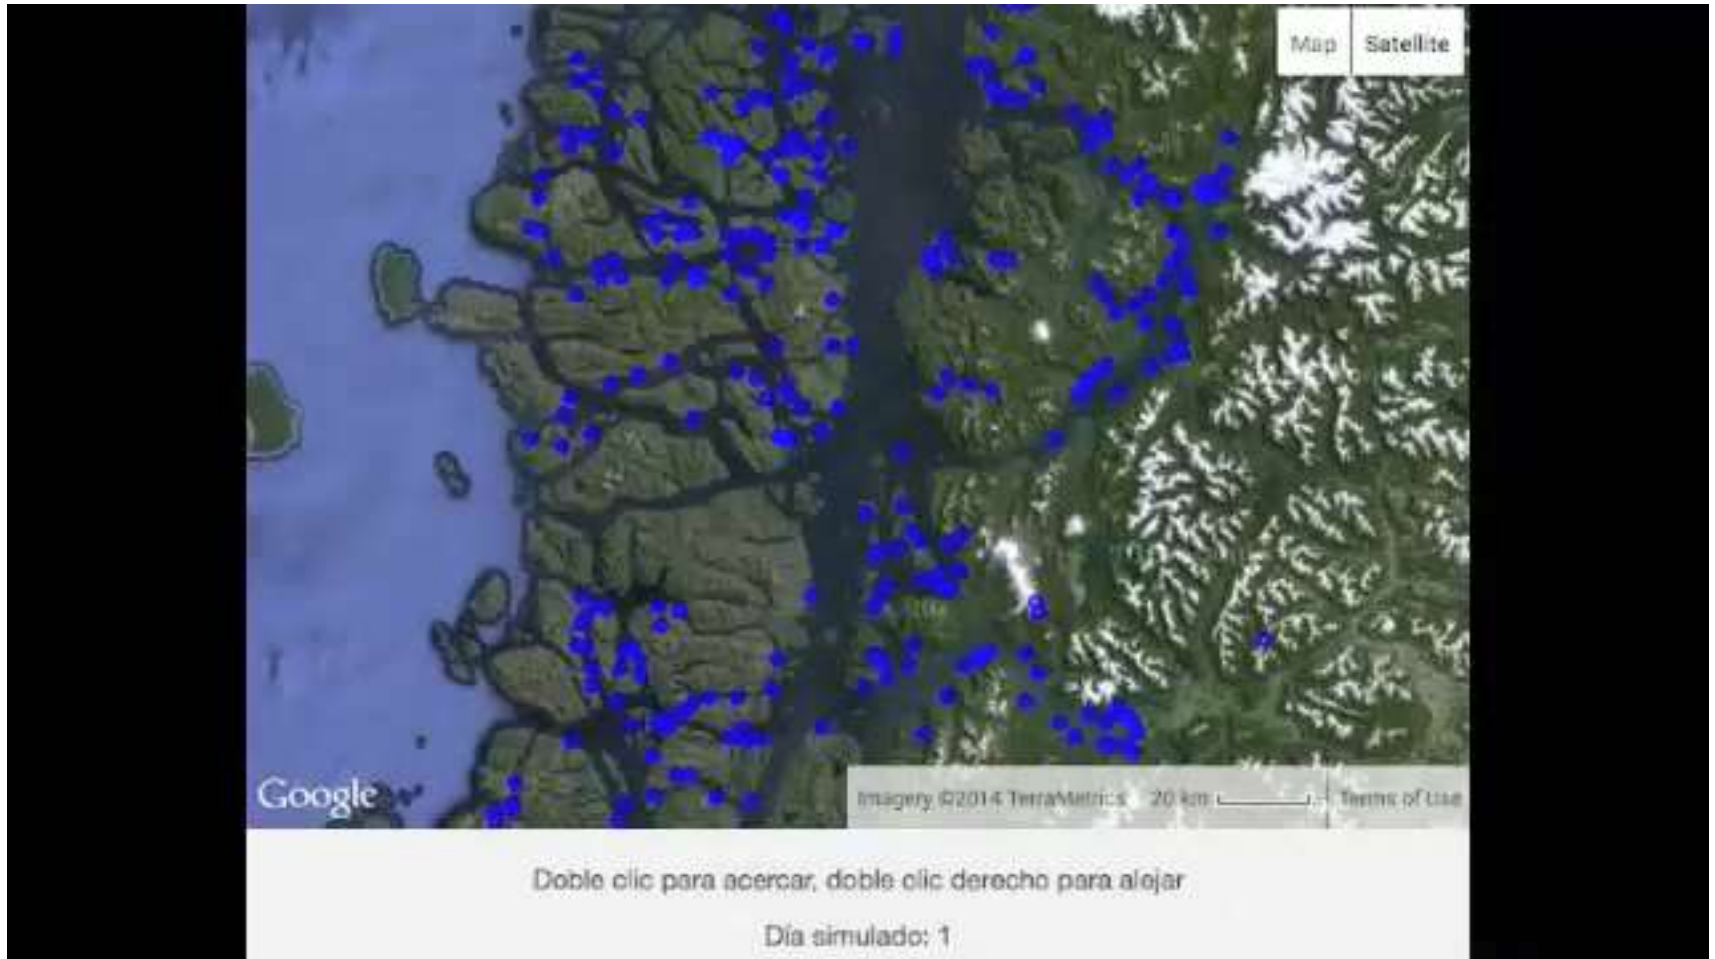 Map Satellite
Google
Imagery ©2014 TerraMetrics 20 km Terms of Use
Doble clic para acercar, doble clic derecho para alejar
Día simulado: 1